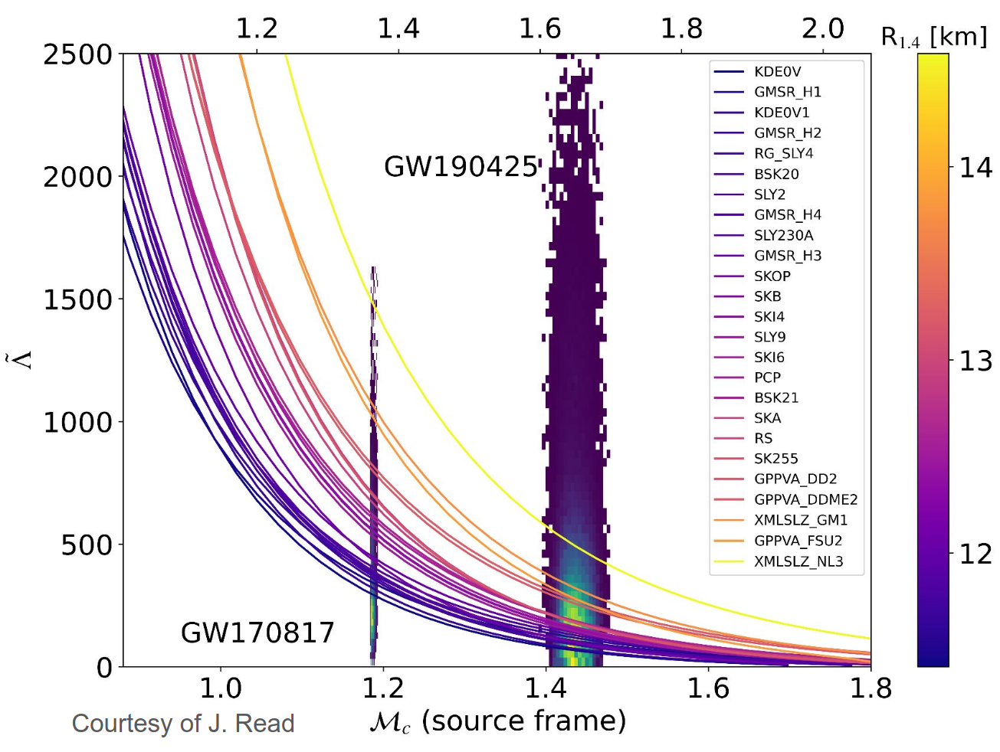 1.2 1.4 1.6 1.8 2.0
R1.4 [km]
2500
2000
1500
1000
500
0
Λ̃
GW190425
GW170817
KDE0V
GMSR_H1
KDE0V1
GMSR_H2
RG_SLY4
BSK20
SLY2
GMSR_H4
SLY230A
GMSR_H3
SKOP
SKB
SKI4
SLY9
SKI6
PCP
BSK21
SKA
RS
SK255
GPPVA_DD2
GPPVA_DDME2
XMLSLZ_GM1
GPPVA_FSU2
XMLSLZ_NL3
14
13
12
1.0 1.2 1.4 1.6 1.8
ℳc (source frame)
Courtesy of J. Read